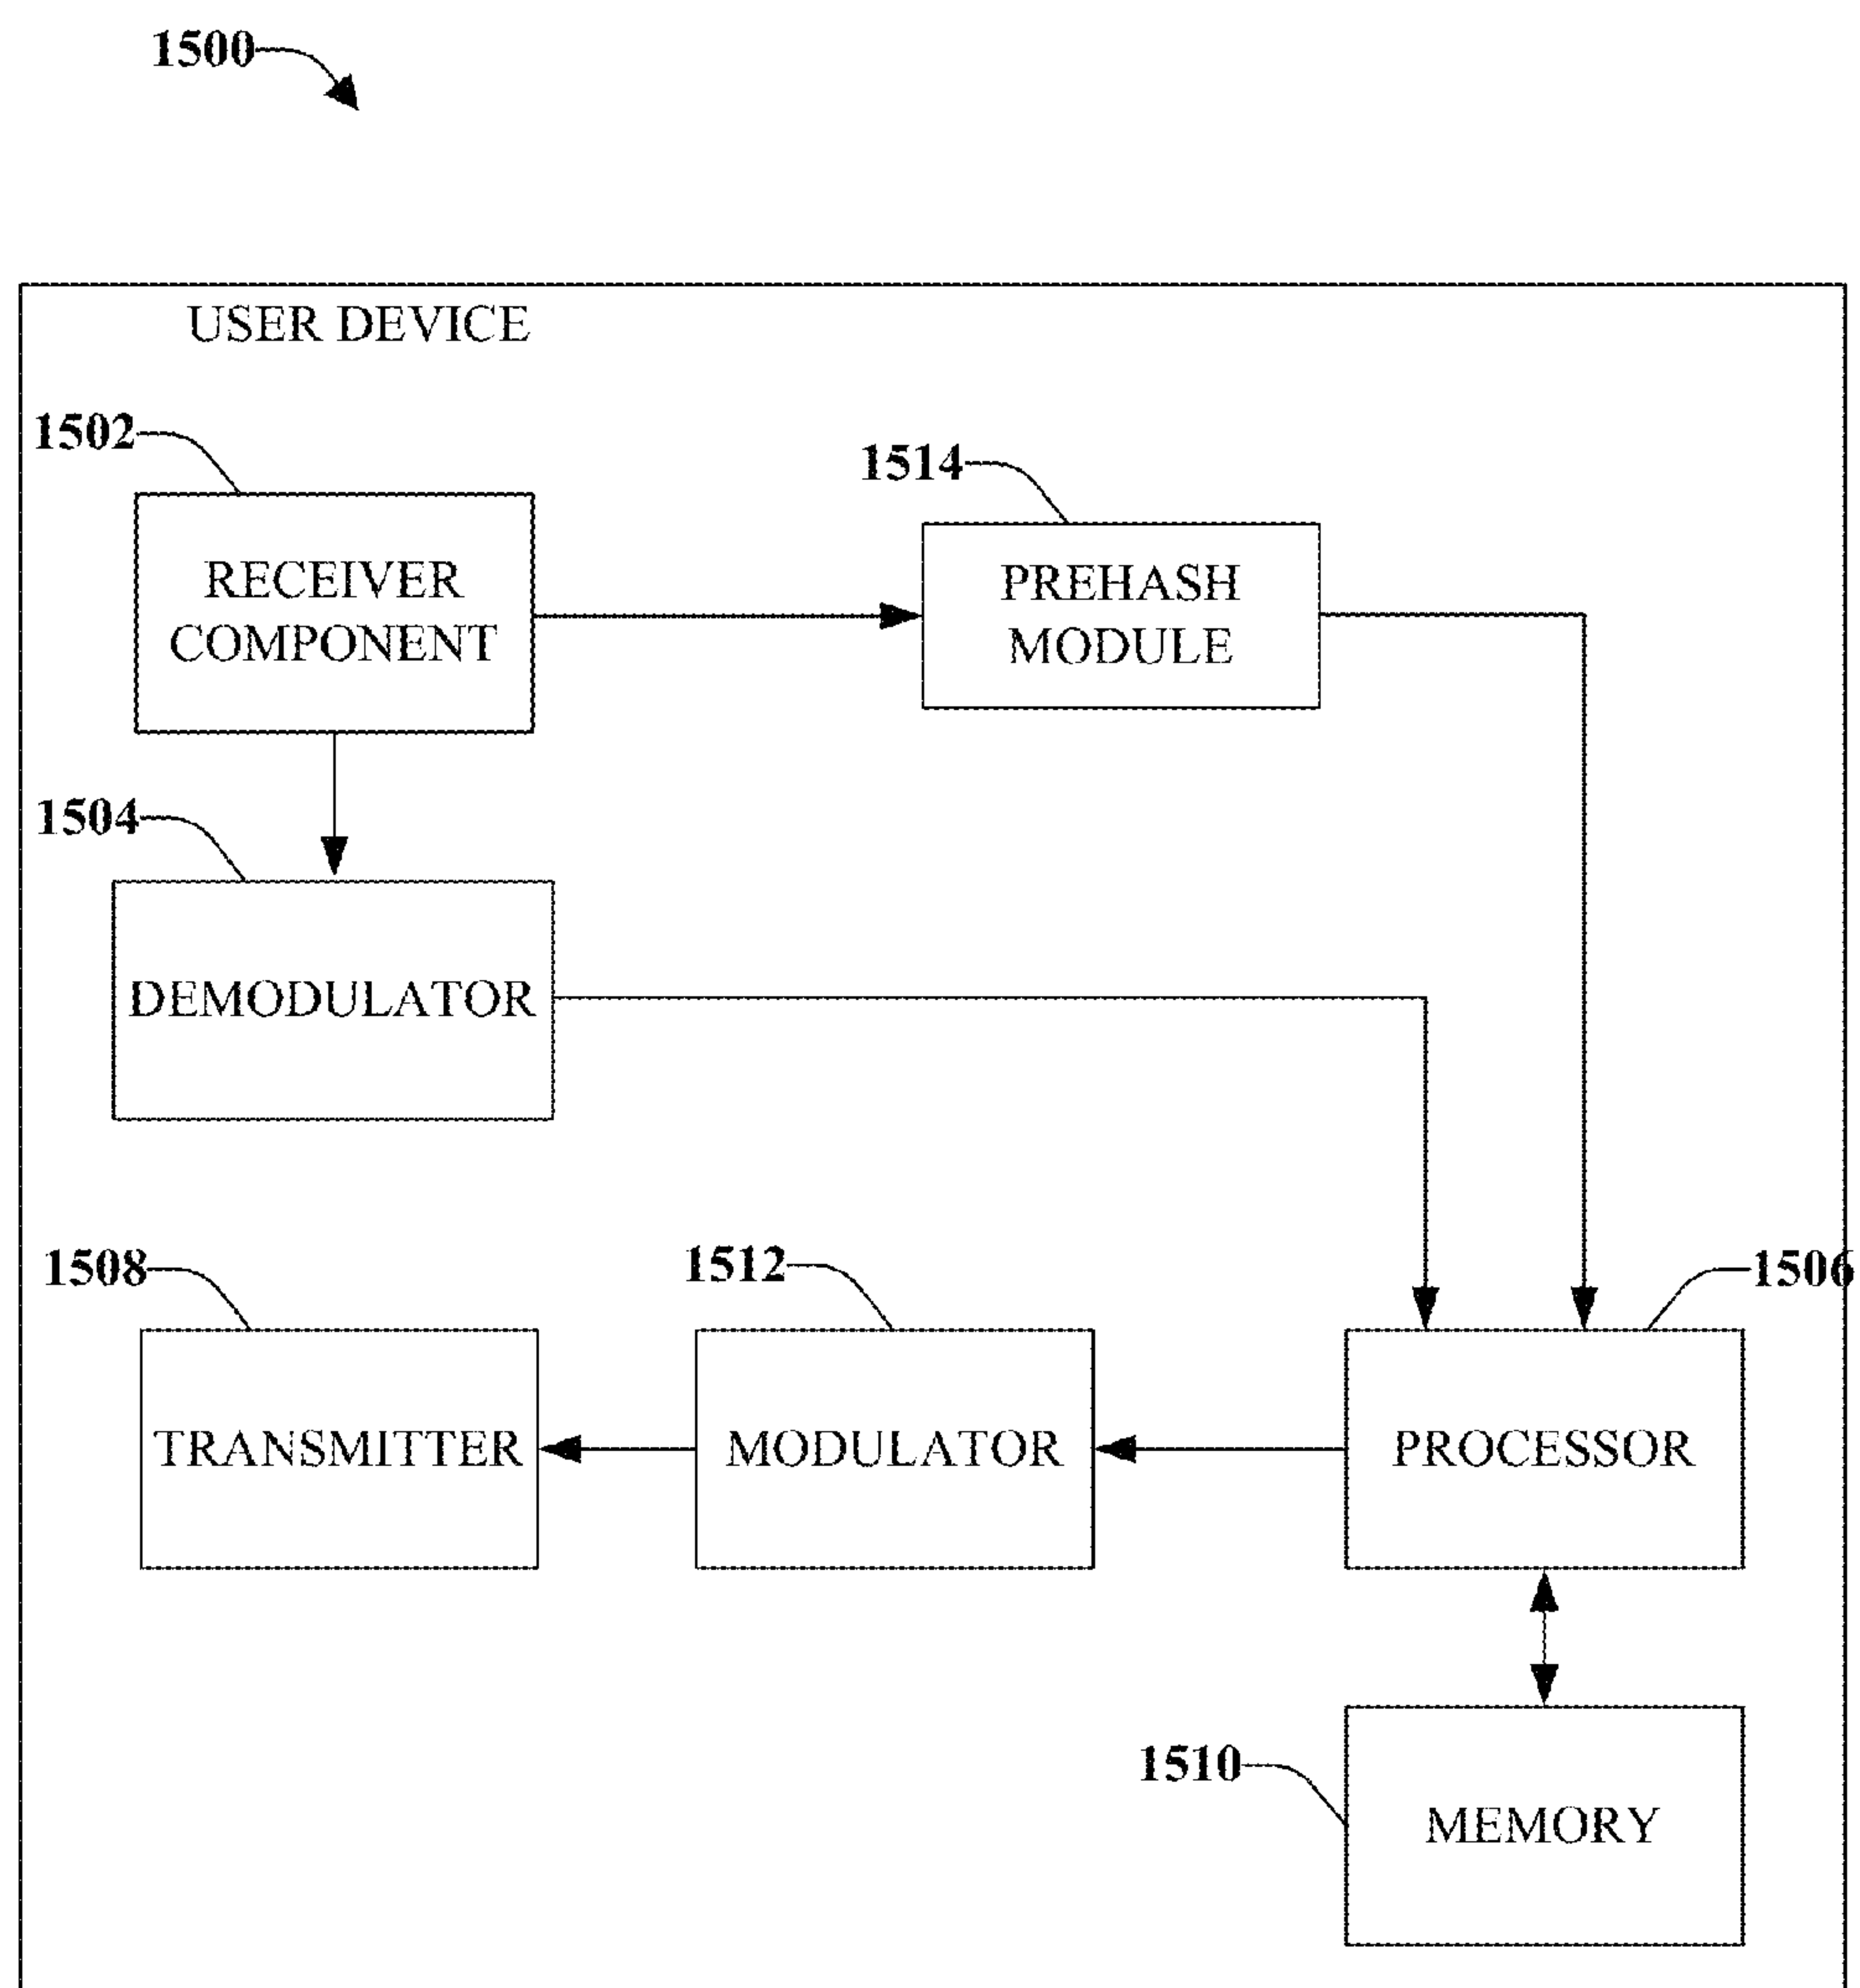 1500
USER DEVICE
1502
1514
RECEIVER
COMPONENT
PREHASH
MODULE
1504
DEMODULATOR
1508
1512
1506
TRANSMITTER
MODULATOR
PROCESSOR
1510
MEMORY